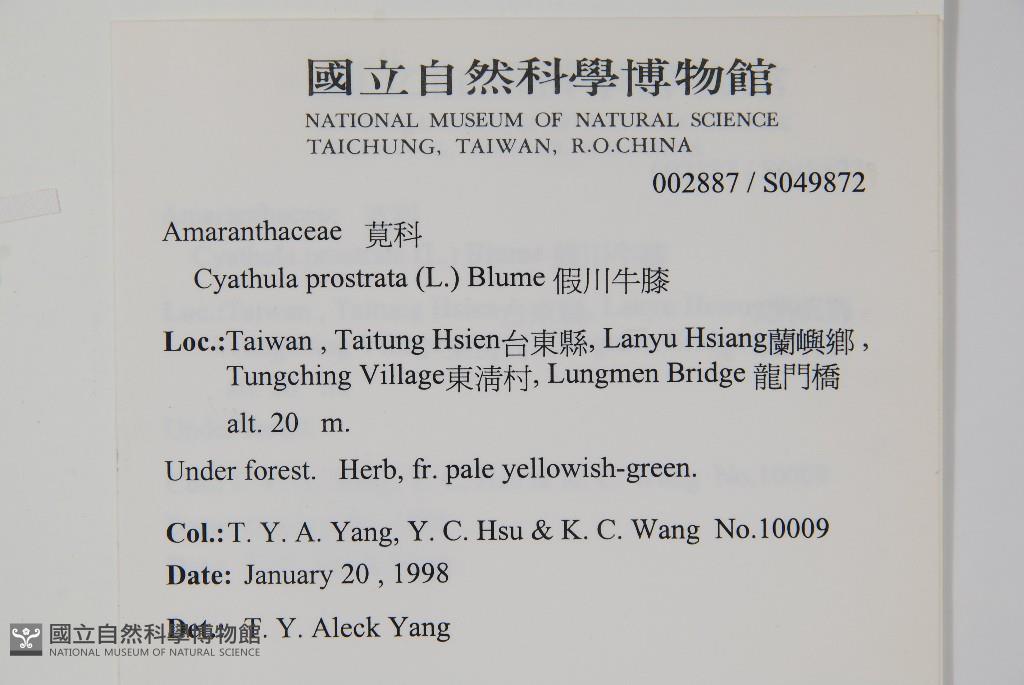 國立自然科學博物館
NATIONAL MUSEUM OF NATURAL SCIENCE
TAICHUNG, TAIWAN, R.O.CHINA
002887 / S049872
Amaranthaceae 莧科
Cyathula prostrata (L.) Blume 假川牛膝
Loc.:Taiwan , Taitung Hsien台東縣, Lanyu Hsiang蘭嶼鄉 ,
Tungching Village東清村, Lungmen Bridge 龍門橋
alt. 20 m.
Under forest. Herb, fr. pale yellowish-green.
Col.:T. Y. A. Yang, Y. C. Hsu & K. C. Wang No.10009
Date: January 20 , 1998
Det.: T. Y. Aleck Yang
國立自然科學博物館
NATIONAL MUSEUM OF NATURAL SCIENCE